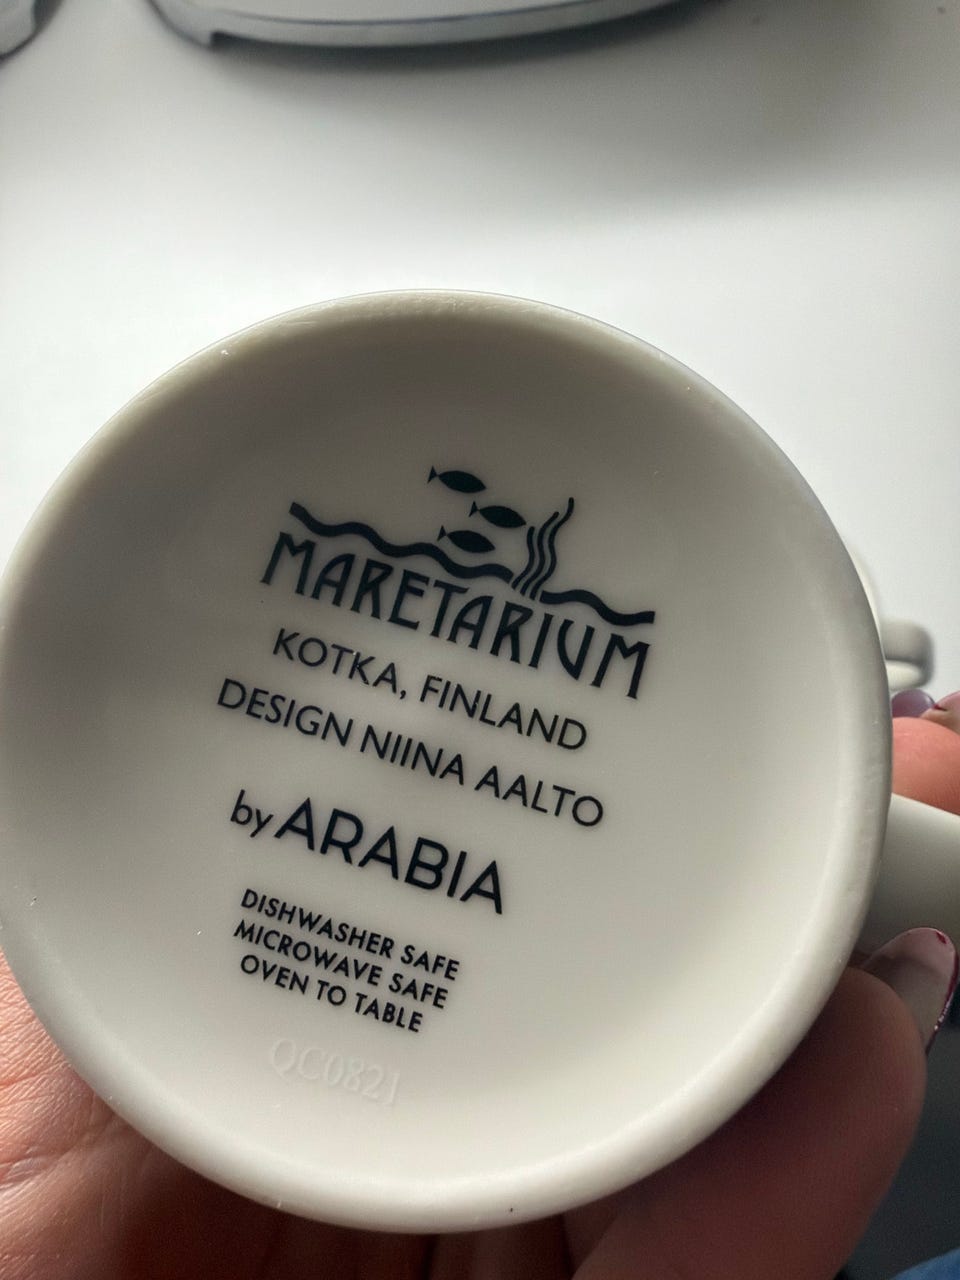 MARETARIUM
KOTKA, FINLAND
DESIGN NIINA AALTO
by ARABIA
DISHWASHER SAFE
MICROWAVE SAFE
OVEN TO TABLE
QC0821